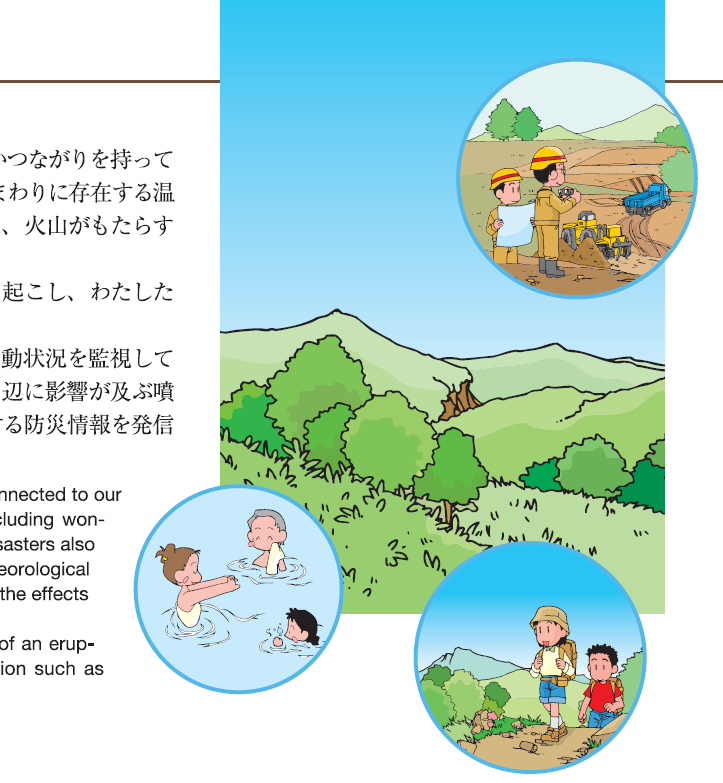 いつながりを持って
まわりに存在する温
、火山がもたらす
起こし、わたした
動状況を監視して
辺に影響が及ぶ噴
する防災情報を発信
nnected to our
cluding won-
sasters also
eorological
the effects
of an erup-
tion such as